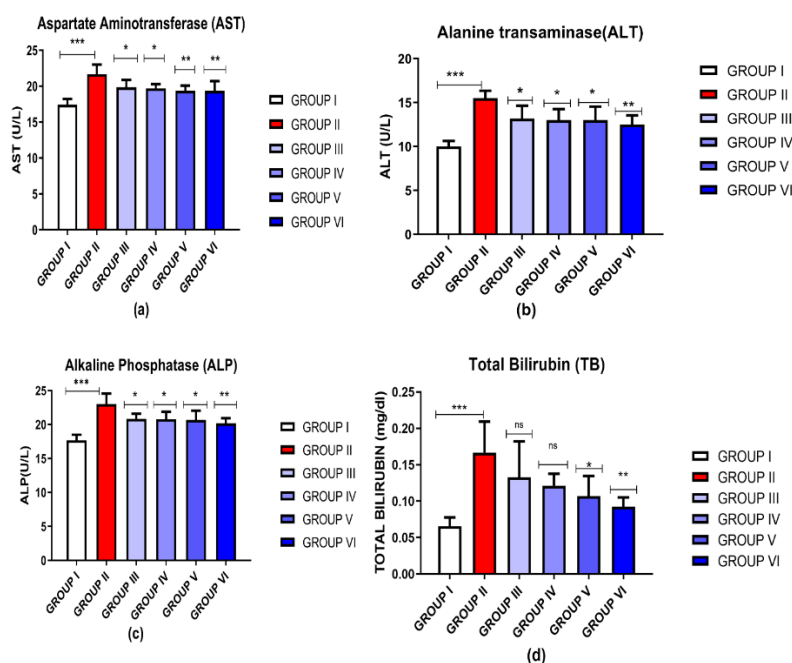 Aspartate Aminotransferase (AST)
***
*
*
**
**
25
20
15
10
5
0
AST (U/L)
GROUP I
GROUP II
GROUP III
GROUP IV
GROUP V
GROUP VI
GROUP I
GROUP II
GROUP III
GROUP IV
GROUP V
GROUP VI
(a)
Alanine transaminase(ALT)
***
*
*
*
**
20
15
10
5
0
ALT (U/L)
GROUP I
GROUP II
GROUP III
GROUP IV
GROUP V
GROUP VI
GROUP I
GROUP II
GROUP III
GROUP IV
GROUP V
GROUP VI
(b)
Alkaline Phosphatase (ALP)
***
*
*
*
**
25
20
15
10
5
0
ALP(U/L)
GROUP I
GROUP II
GROUP III
GROUP IV
GROUP V
GROUP VI
GROUP I
GROUP II
GROUP III
GROUP IV
GROUP V
GROUP VI
(c)
Total Bilirubin (TB)
***
ns
ns
*
**
0.25
0.20
0.15
0.10
0.05
0.00
TOTAL BILIRUBIN (mg/dl)
GROUP I
GROUP II
GROUP III
GROUP IV
GROUP V
GROUP VI
GROUP I
GROUP II
GROUP III
GROUP IV
GROUP V
GROUP VI
(d)